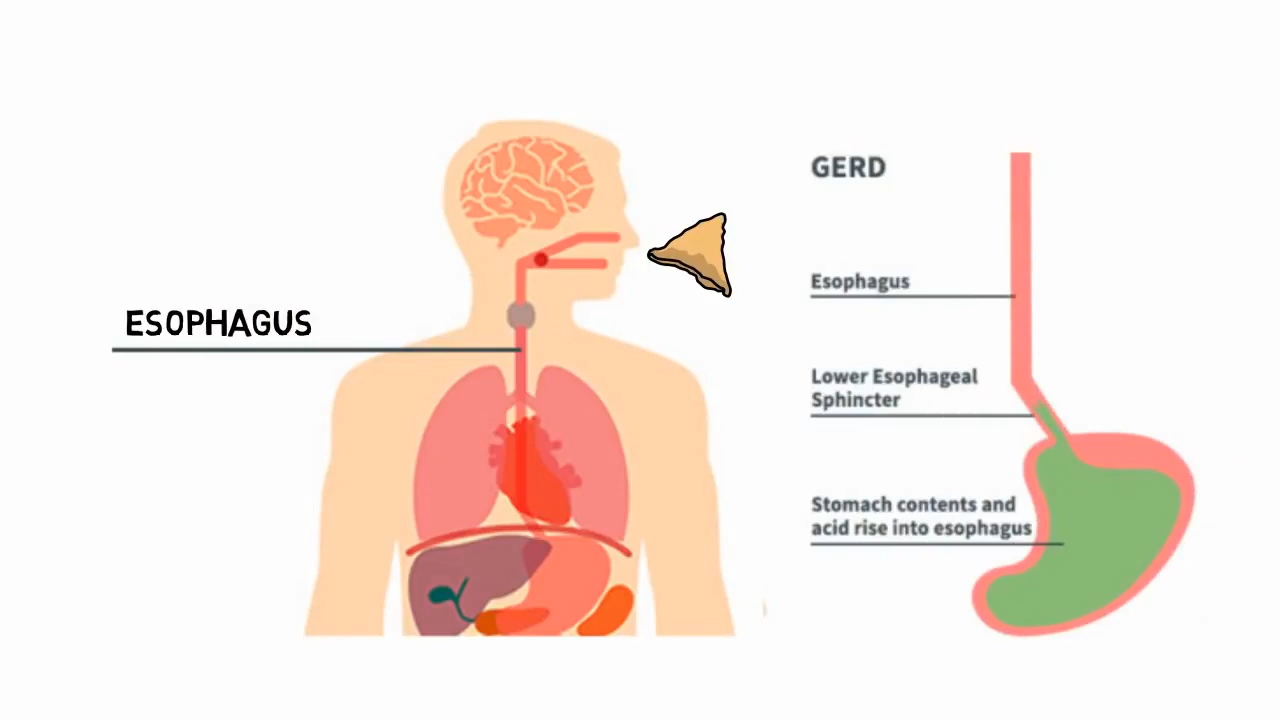 ESOPHAGUS
GERD
Esophagus
Lower Esophageal
Sphincter
Stomach contents and
acid rise into esophagus